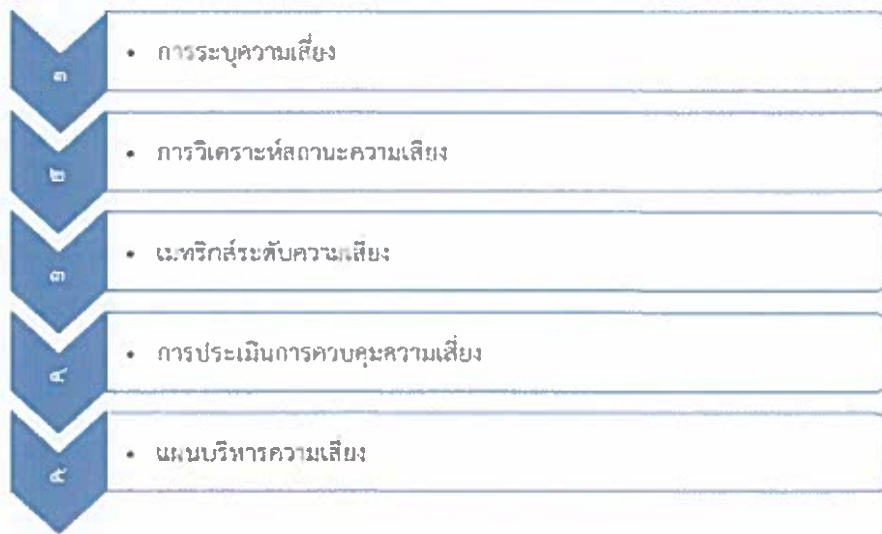 ๑
• การระบุความเสี่ยง
๒
• การวิเคราะห์สถานะความเสี่ยง
๓
• เมทริกส์ระดับความเสี่ยง
๔
• การประเมินการควบคุมความเสี่ยง
๕
• แผนบริหารความเสี่ยง